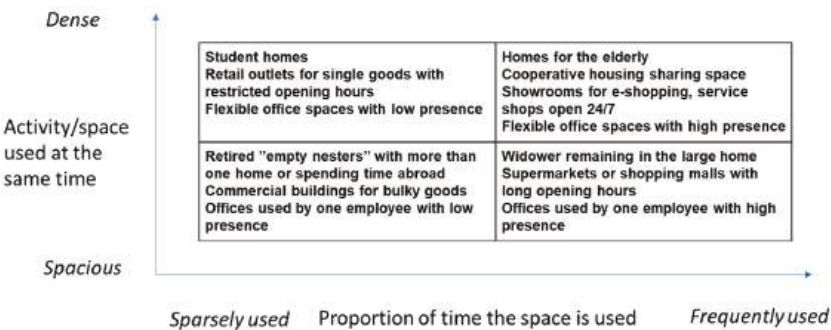 Dense
Activity/space
used at the
same time
Spacious
Student homes
Retail outlets for single goods with
restricted opening hours
Flexible office spaces with low presence
Homes for the elderly
Cooperative housing sharing space
Showrooms for e-shopping, service
shops open 24/7
Flexible office spaces with high presence
Retired ”empty nesters” with more than
one home or spending time abroad
Commercial buildings for bulky goods
Offices used by one employee with low
presence
Widower remaining in the large home
Supermarkets or shopping malls with
long opening hours
Offices used by one employee with high
presence
Sparsely used
Proportion of time the space is used
Frequently used